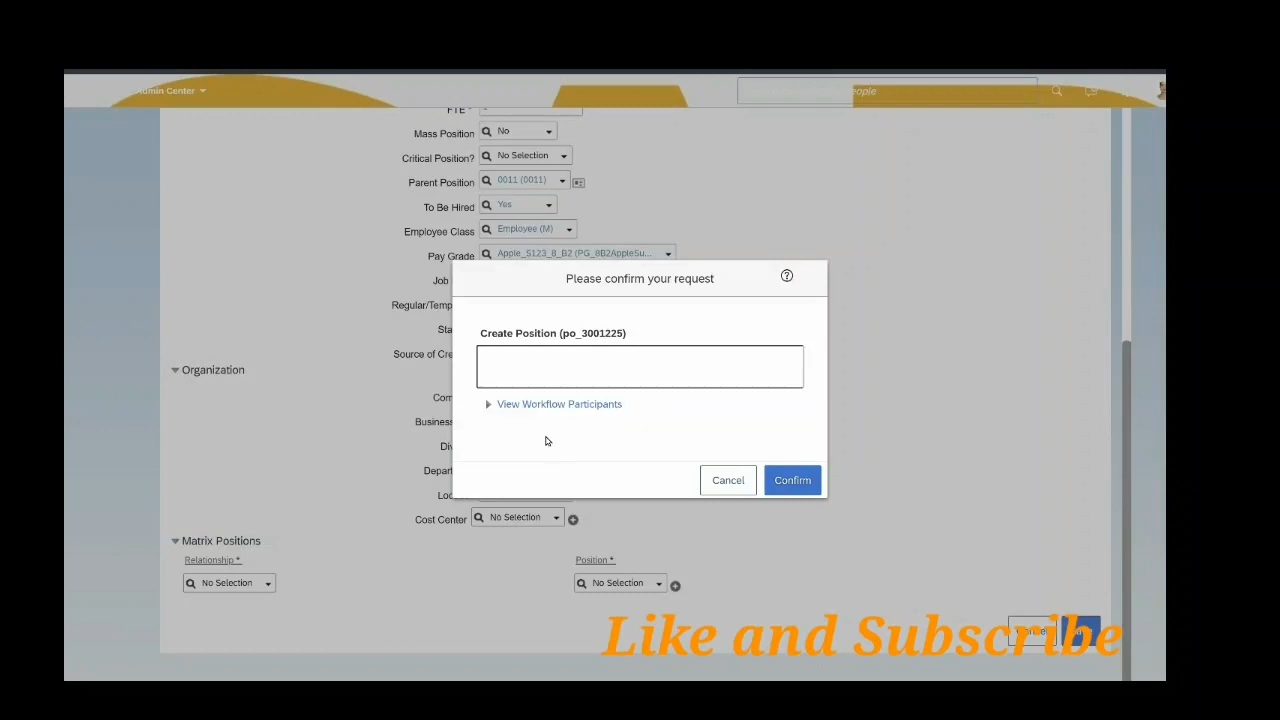 Admin Center
people
FTE *
Mass Position No
Critical Position? No Selection
Parent Position 0011 (0011)
To Be Hired Yes
Employee Class Employee (M)
Pay Grade Apple_S123_8_B2 (PG_8B2AppleSu...
Job
Please confirm your request
Regular/Temp
Create Position (po_3001225)
Sta
Source of Cre
Organization
Com
View Workflow Participants
Business
Div
Depart
Cancel Confirm
Loc
Cost Center No Selection
Matrix Positions
Relationship * Position *
No Selection No Selection
Like and Subscribe